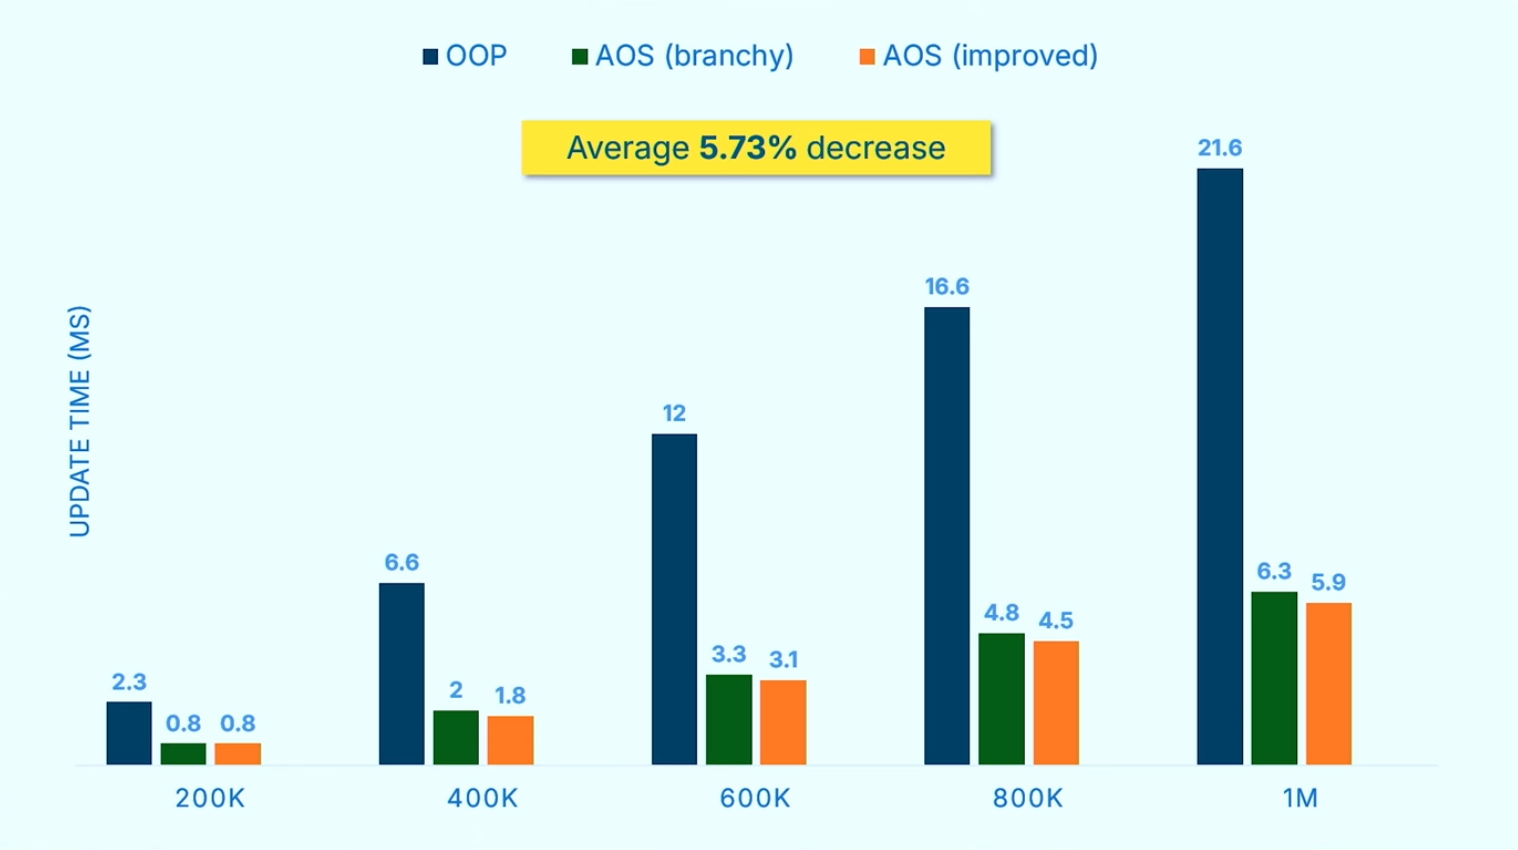 OOP AOS (branchy) AOS (improved)
Average 5.73% decrease
UPDATE TIME (MS)
2.3 0.8 0.8
6.6 2 1.8
12 3.3 3.1
16.6 4.8 4.5
21.6 6.3 5.9
200K 400K 600K 800K 1M